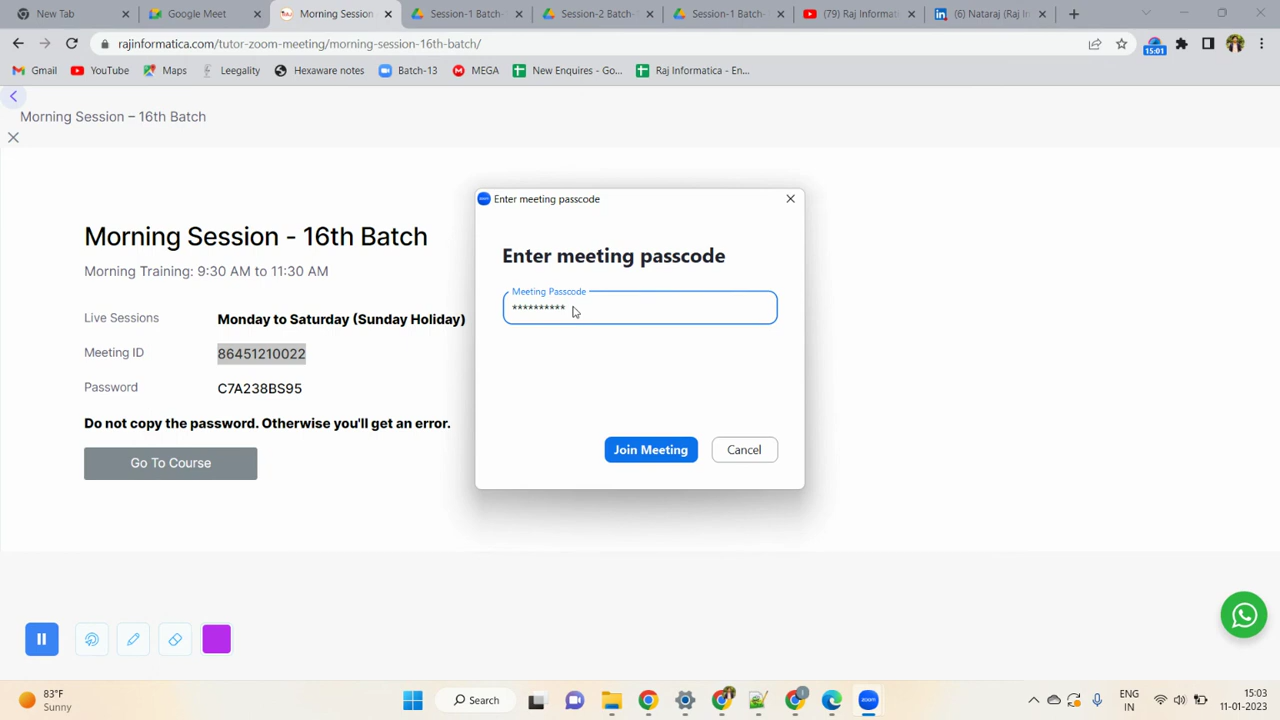 New Tab
Google Meet
Morning Session
Session-1 Batch-
Session-2 Batch-
Session-1 Batch-
(79) Raj Informati
(6) Nataraj (Raj In
rajinformatica.com/tutor-zoom-meeting/morning-session-16th-batch/
15:01
Gmail
YouTube
Maps
Leegality
Hexaware notes
Batch-13
MEGA
New Enquires - Go...
Raj Informatica - En...
Morning Session – 16th Batch
Morning Session - 16th Batch
Morning Training: 9:30 AM to 11:30 AM
Live Sessions Monday to Saturday (Sunday Holiday)
Meeting ID 86451210022
Password C7A238BS95
Do not copy the password. Otherwise you'll get an error.
Go To Course
zoom Enter meeting passcode
Enter meeting passcode
Meeting Passcode
**********
Join Meeting
Cancel
83°F
Sunny
Search
zoom
ENG
IN
15:03
11-01-2023